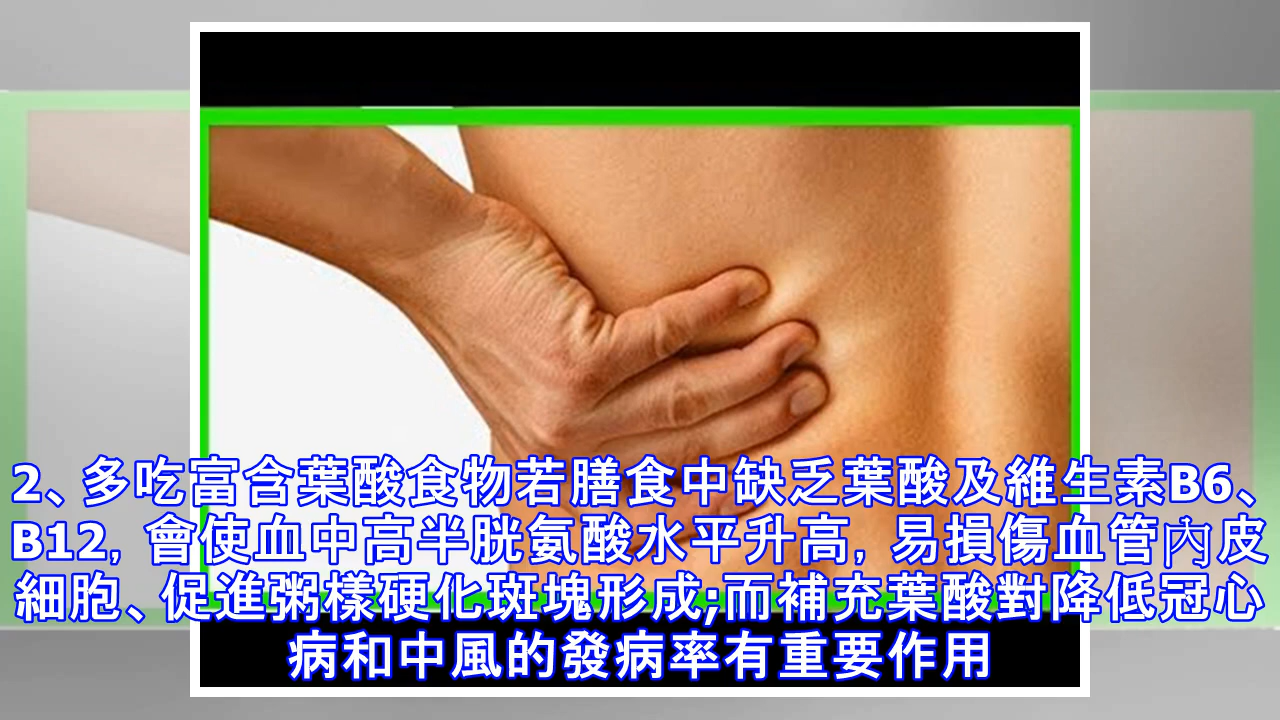 2、多吃富含葉酸食物若膳食中缺乏葉酸及維生素B6、
B12, 會使血中高半胱氨酸水平升高, 易損傷血管內皮
細胞、促進粥樣硬化斑塊形成;而補充葉酸對降低冠心
病和中風的發病率有重要作用